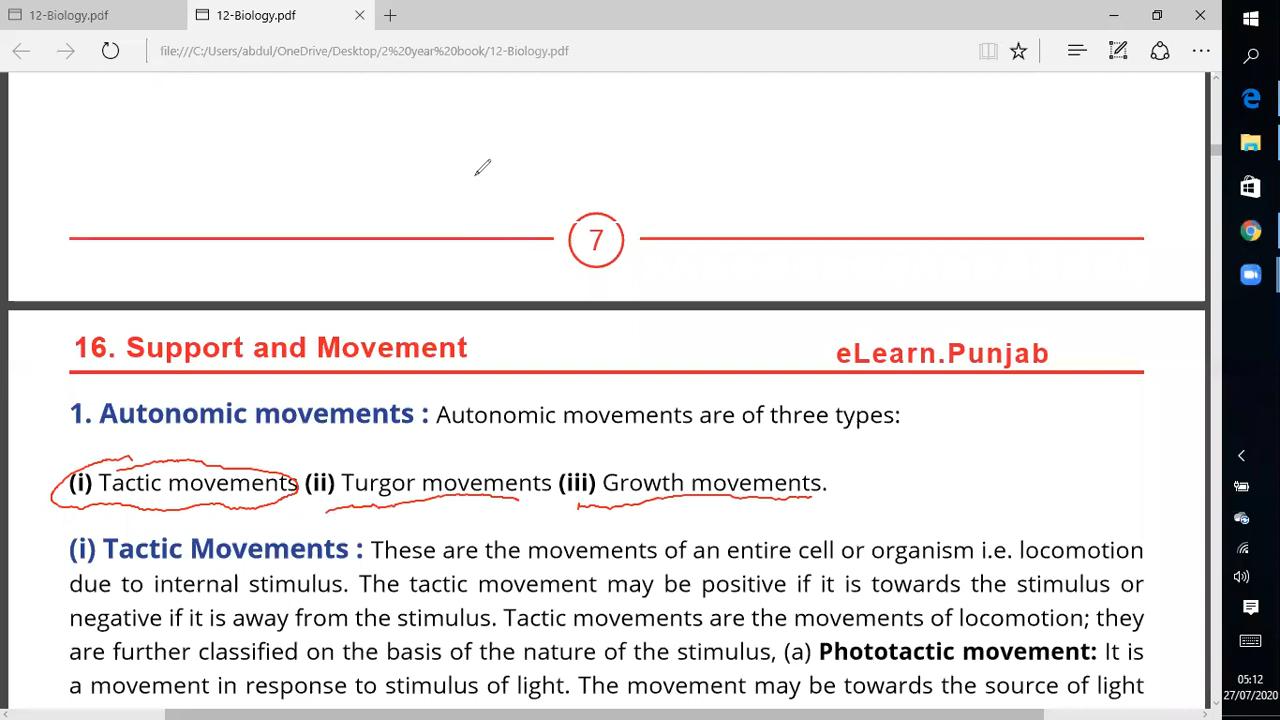 12-Biology.pdf
12-Biology.pdf
file:///C:/Users/abdul/OneDrive/Desktop/2%20year%20book/12-Biology.pdf
7
16. Support and Movement
eLearn.Punjab
1. Autonomic movements : Autonomic movements are of three types:
(i) Tactic movements (ii) Turgor movements (iii) Growth movements.
(i) Tactic Movements : These are the movements of an entire cell or organism i.e. locomotion
due to internal stimulus. The tactic movement may be positive if it is towards the stimulus or
negative if it is away from the stimulus. Tactic movements are the movements of locomotion; they
are further classified on the basis of the nature of the stimulus, (a) Phototactic movement: It is
a movement in response to stimulus of light. The movement may be towards the source of light
05:12
27/07/2020